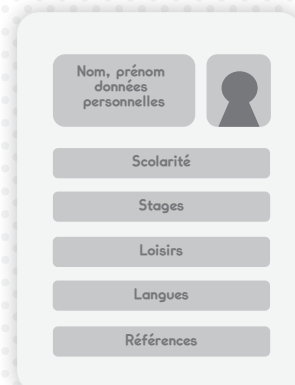 Nom, prénom
données
personnelles
Scolarité
Stages
Loisirs
Langues
Références